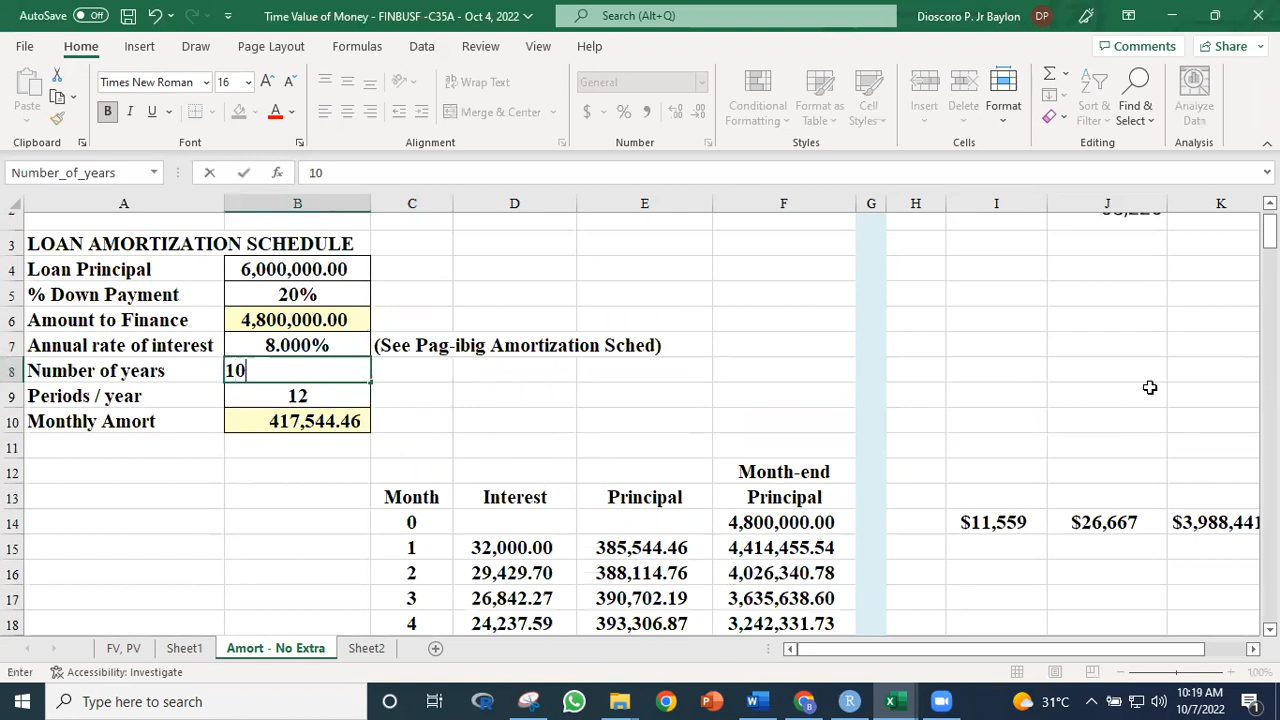 AutoSave Off Time Value of Money - FINBUSF -C35A - Oct 4, 2022 Search (Alt+Q) Dioscoro P. Jr Baylon DP
File Home Insert Draw Page Layout Formulas Data Review View Help Comments Share
Paste Times New Roman 16 Wrap Text General Conditional Formatting Format as Table Cell Styles Insert Delete Format Sort & Filter Find & Select Analyze Data
B I U Merge & Center
Clipboard Font Alignment Number Styles Cells Editing Analysis
Number_of_years 10
A B C D E F G H I J K
3 LOAN AMORTIZATION SCHEDULE
4 Loan Principal 6,000,000.00
5 % Down Payment 20%
6 Amount to Finance 4,800,000.00
7 Annual rate of interest 8.000% (See Pag-ibig Amortization Sched)
8 Number of years 10
9 Periods / year 12
10 Monthly Amort 417,544.46
11
12 Month-end
13 Month Interest Principal Principal
14 0 4,800,000.00 $11,559 $26,667 $3,988,441
15 1 32,000.00 385,544.46 4,414,455.54
16 2 29,429.70 388,114.76 4,026,340.78
17 3 26,842.27 390,702.19 3,635,638.60
18 4 24,237.59 393,306.87 3,242,331.73
FV, PV Sheet1 Amort - No Extra Sheet2
Enter Accessibility: Investigate 100%
Type here to search 31°C 10:19 AM
10/7/2022